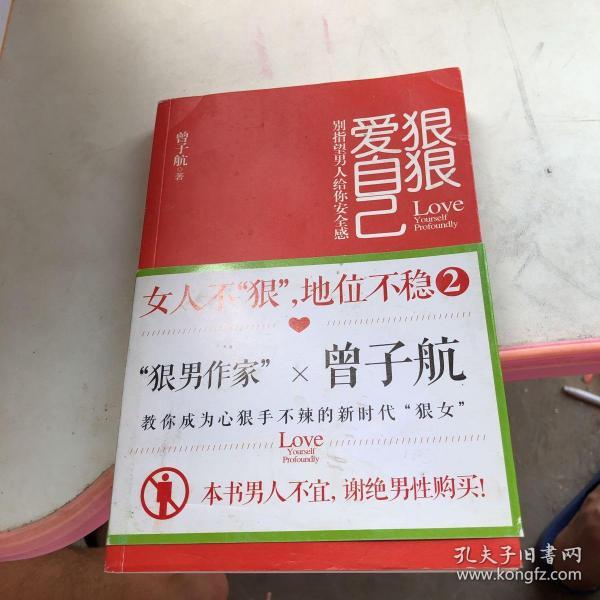 狠狠
爱自己
Love
Yourself
Profoundly
别指望男人给你安全感
曾子航 著
女人不“狠”,地位不稳2
“狠男作家” × 曾子航
教你成为心狠手不辣的新时代“狠女”
Love
Yourself
Profoundly
本书男人不宜,谢绝男性购买!
孔夫子旧书网
www.kongfz.com